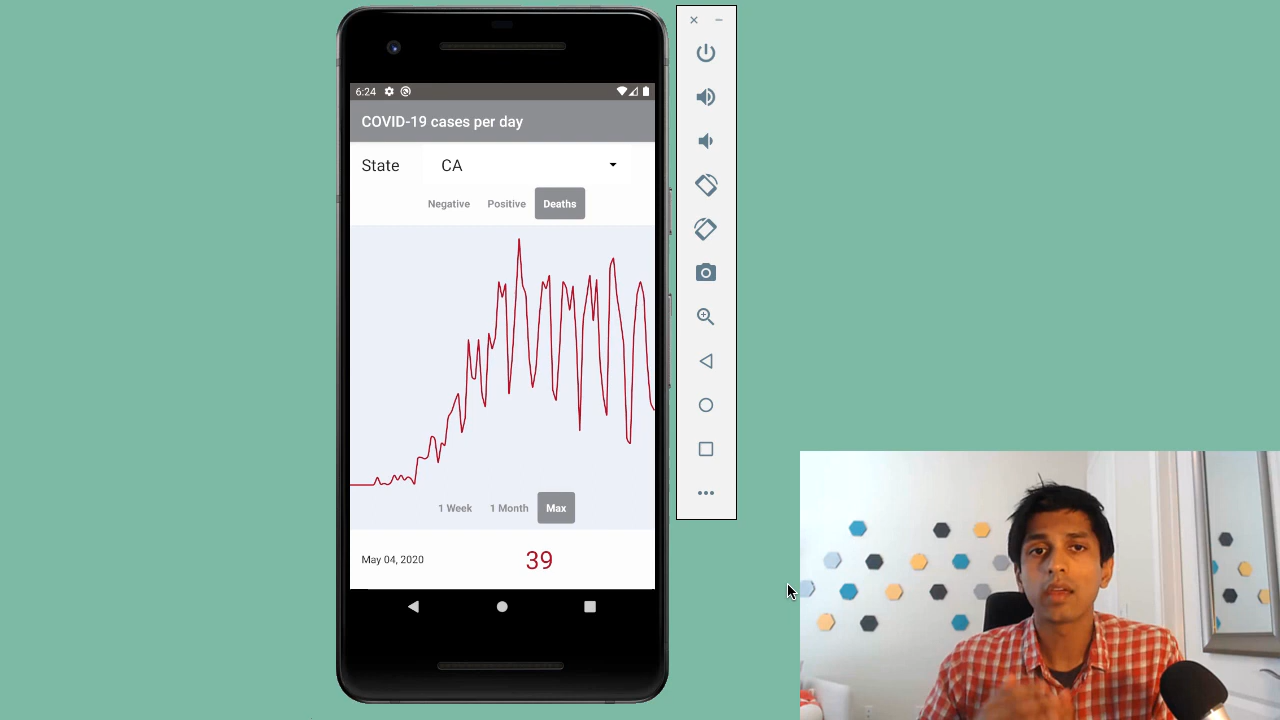 6:24
COVID-19 cases per day
State CA
Negative Positive Deaths
1 Week 1 Month Max
May 04, 2020 39